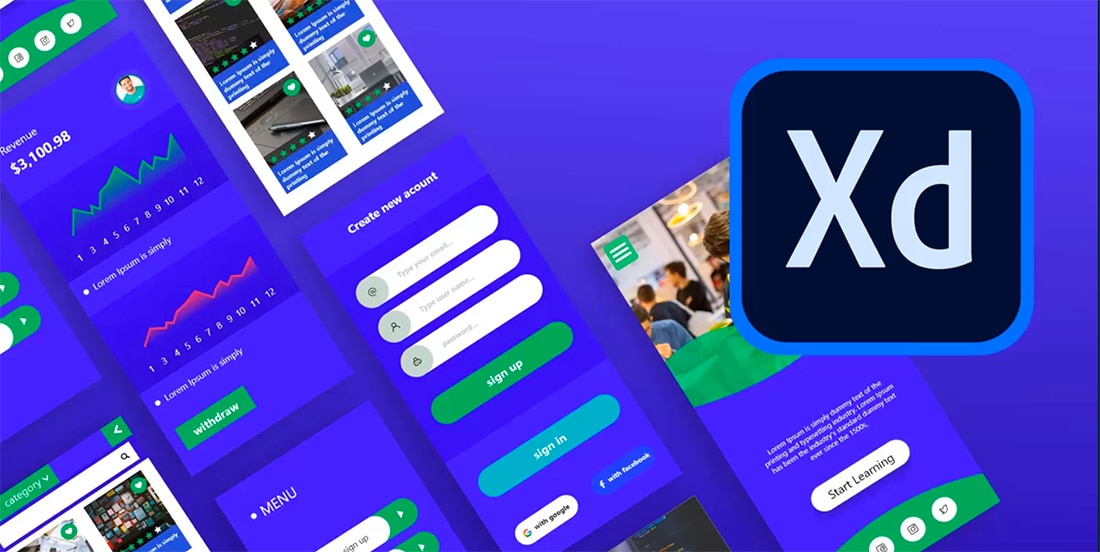 Revenue
$3,100.98
1 3 4 5 6 7 8 9 10 11 12
Lorem Ipsum is simply
1 3 4 5 6 7 8 9 10 11 12
Lorem Ipsum is simply
withdraw
category
Lorem Ipsum is simply
dummy text of the
printing
Lorem Ipsum is simply
dummy text of the
printing
Lorem Ipsum is simply
dummy text of the
printing
Lorem Ipsum is simply
dummy text of the
printing
MENU
sign up
Create new acount
Type your email...
Type user name...
password...
sign up
sign in
with facebook
with google
Xd
Lorem Ipsum is simply dummy text of the
printing and typesetting industry. Lorem Ipsum
has been the industry's standard dummy text
ever since the 1500s,
Start Learning